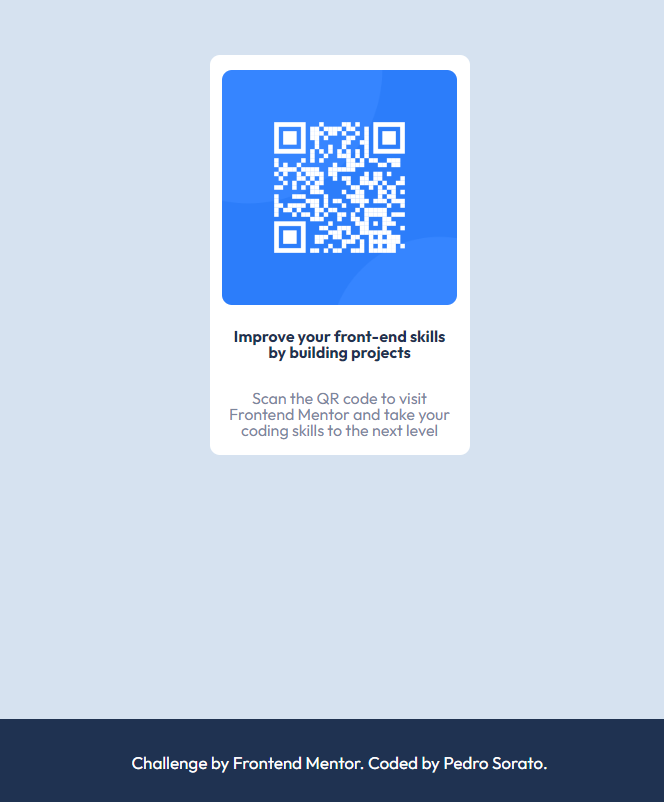 Improve your front-end skills
by building projects
Scan the QR code to visit
Frontend Mentor and take your
coding skills to the next level
Challenge by Frontend Mentor. Coded by Pedro Sorato.